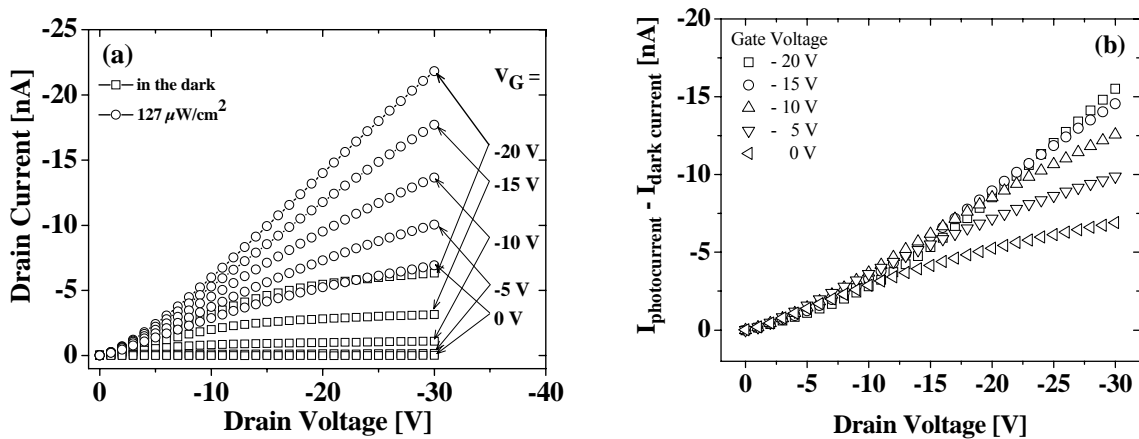 (a)
Drain Current [nA]
-25
-20
-15
-10
-5
0
in the dark
127 µW/cm²
V_G =
-20 V
-15 V
-10 V
-5 V
0 V
0 -10 -20 -30 -40
Drain Voltage [V]
(b)
I_photocurrent - I_dark current [nA]
-20
-15
-10
-5
0
Gate Voltage
- 20 V
- 15 V
- 10 V
- 5 V
0 V
0 -5 -10 -15 -20 -25 -30
Drain Voltage [V]